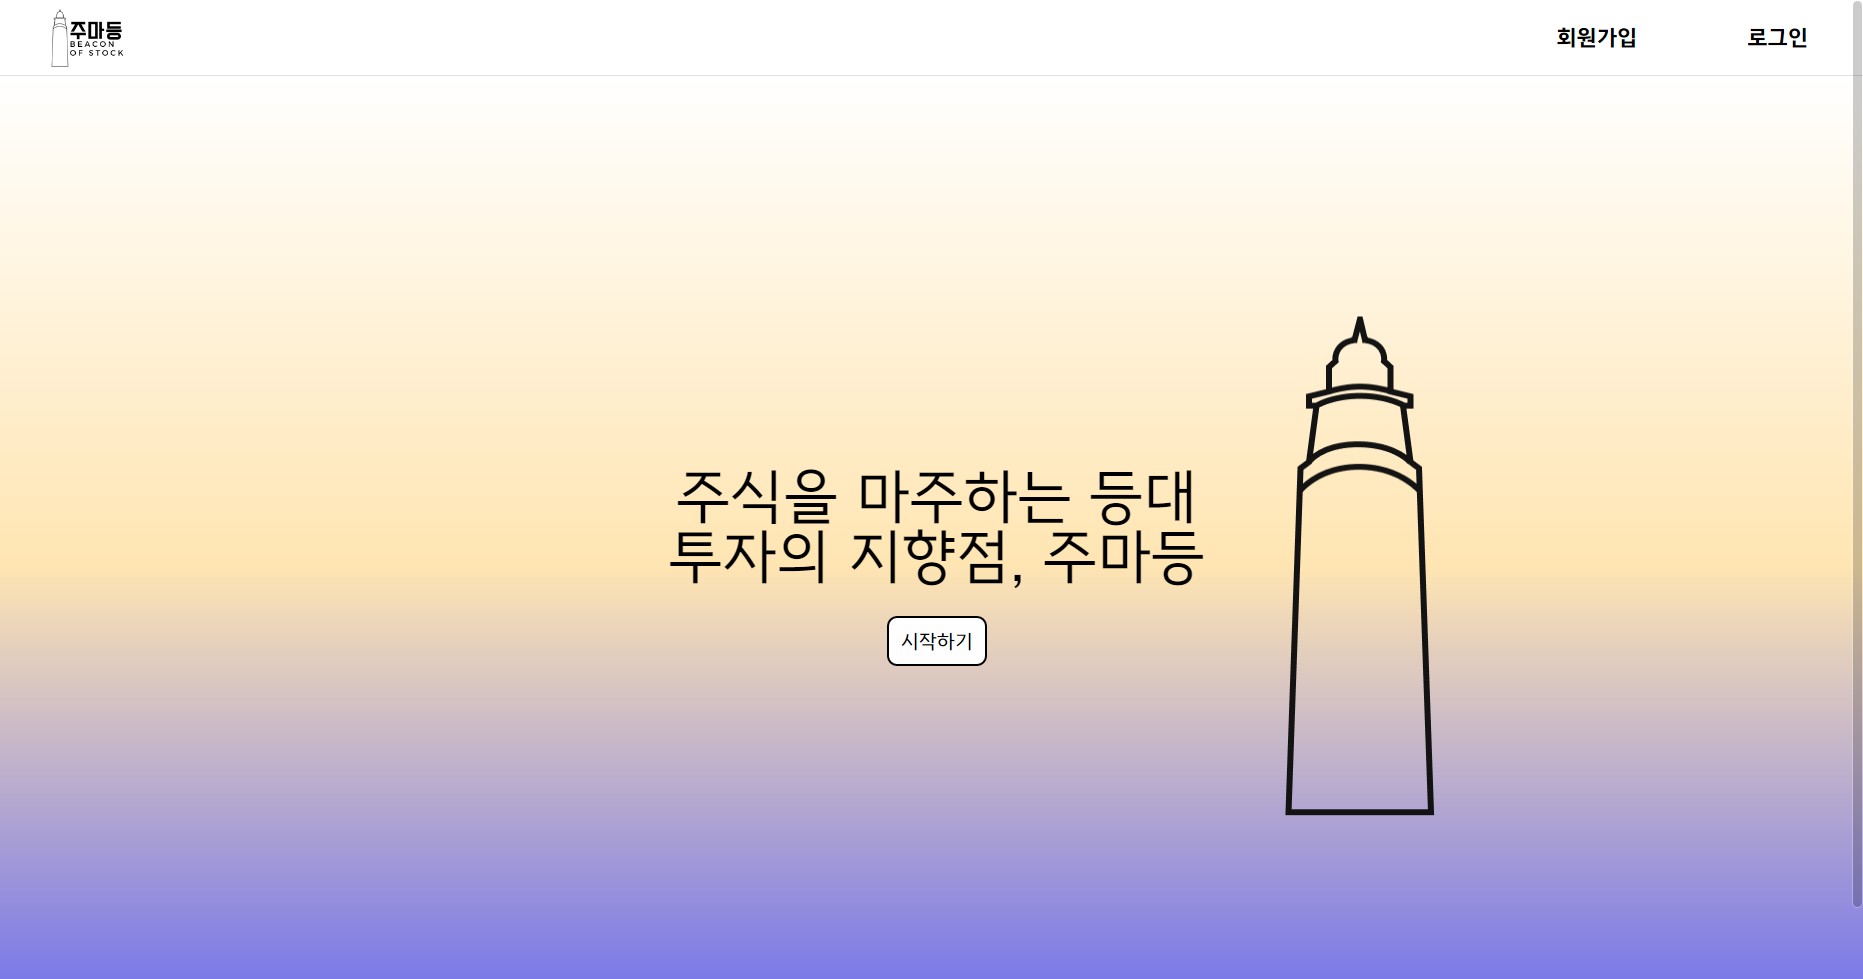 주마등
BEACON
OF STOCK
회원가입
로그인
주식을 마주하는 등대
투자의 지향점, 주마등
시작하기